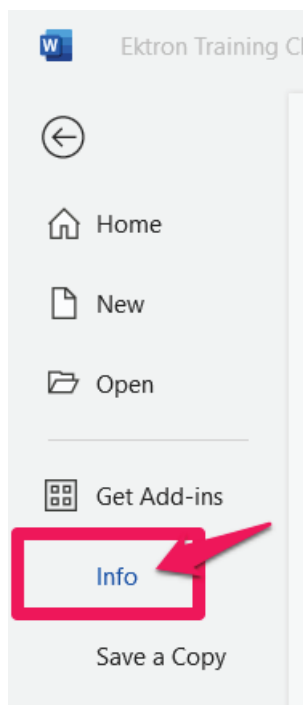 W
Ektron Training
Home
New
Open
Get Add-ins
Info
Save a Copy